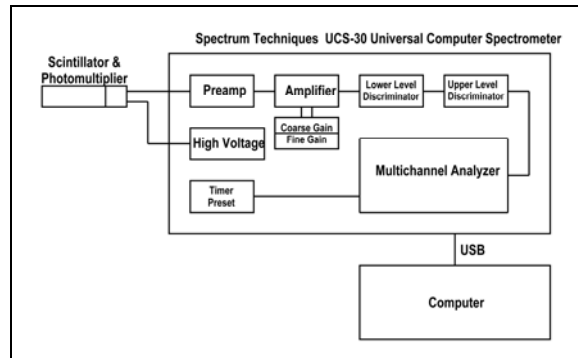 Spectrum Techniques UCS-30 Universal Computer Spectrometer
Scintillator &
Photomultiplier
Preamp
Amplifier
Lower Level
Discriminator
Upper Level
Discriminator
Coarse Gain
Fine Gain
High Voltage
Multichannel Analyzer
Timer
Preset
USB
Computer